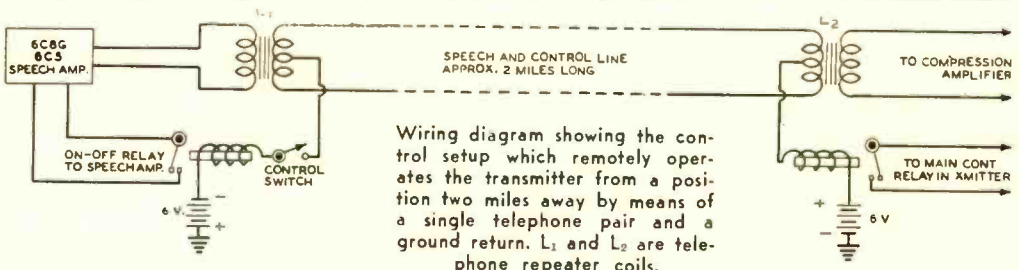 L1
6C8G
6C5
SPEECH AMP.
SPEECH AND CONTROL LINE
APPROX. 2 MILES LONG
L2
TO COMPRESSION
AMPLIFIER
ON-OFF RELAY
TO SPEECH AMP.
CONTROL
SWITCH
6 V.
-
+
Wiring diagram showing the con-
trol setup which remotely oper-
ates the transmitter from a posi-
tion two miles away by means of
a single telephone pair and a
ground return. L1 and L2 are tele-
phone repeater coils.
TO MAIN CONT
RELAY IN XMITTER
+
-
6 V